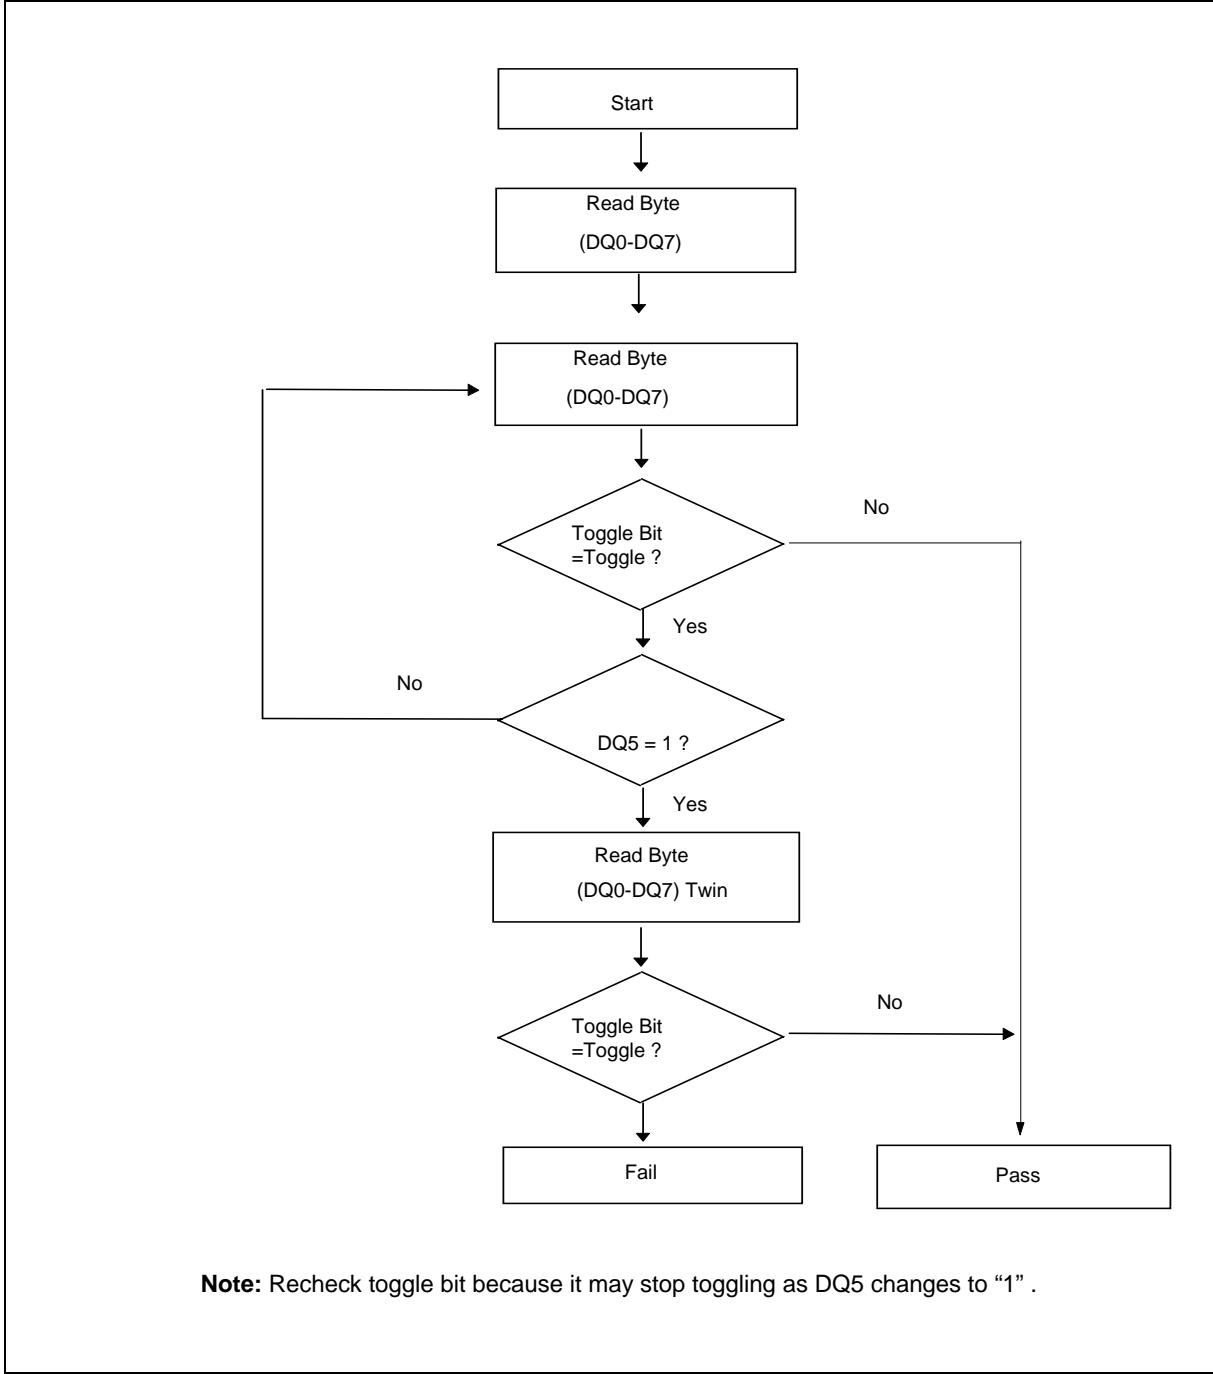 Start
Read Byte
(DQ0-DQ7)
Read Byte
(DQ0-DQ7)
No
Toggle Bit
=Toggle ?
Yes
No
DQ5 = 1 ?
Yes
Read Byte
(DQ0-DQ7) Twin
No
Toggle Bit
=Toggle ?
Fail
Pass
Note: Recheck toggle bit because it may stop toggling as DQ5 changes to “1” .